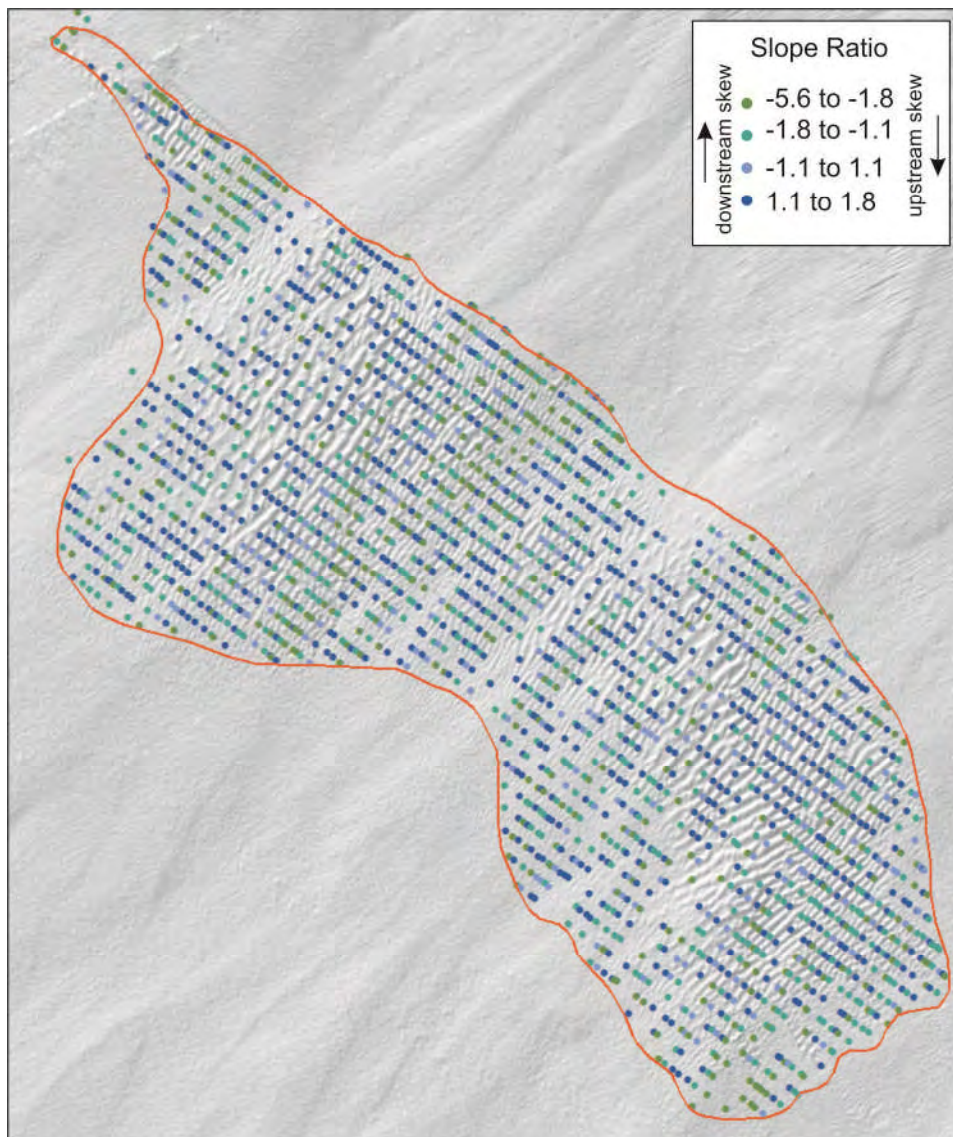 Slope Ratio
downstream skew
-5.6 to -1.8
-1.8 to -1.1
-1.1 to 1.1
1.1 to 1.8
upstream skew